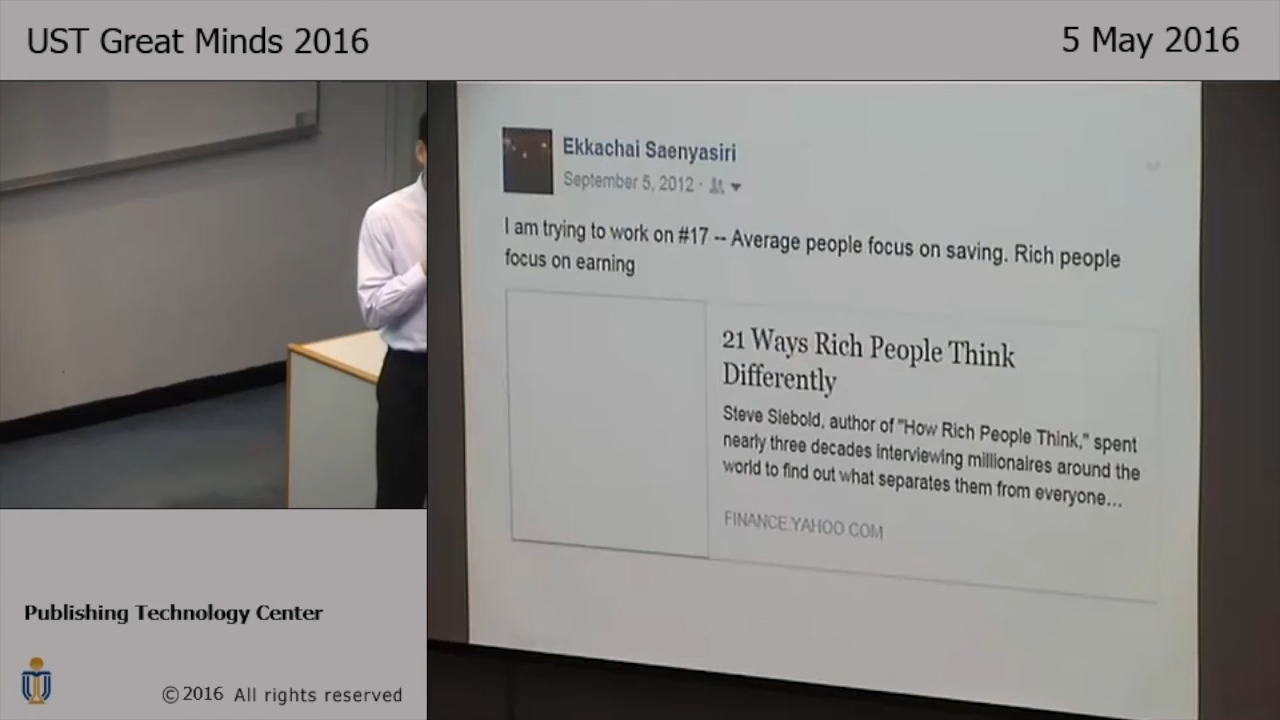 UST Great Minds 2016
5 May 2016
Ekkachai Saenyasiri
September 5, 2012 ·
I am trying to work on #17 -- Average people focus on saving. Rich people
focus on earning
21 Ways Rich People Think
Differently
Steve Siebold, author of "How Rich People Think," spent
nearly three decades interviewing millionaires around the
world to find out what separates them from everyone...
FINANCE.YAHOO.COM
Publishing Technology Center
©2016 All rights reserved